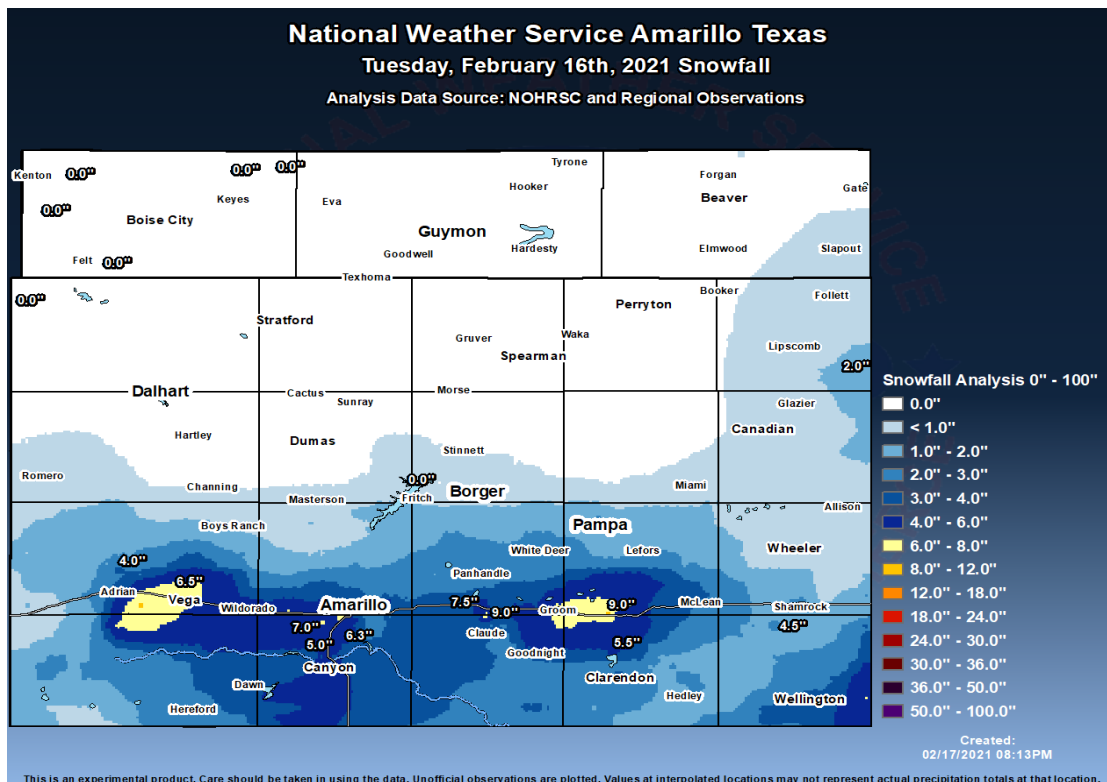 National Weather Service Amarillo Texas
Tuesday, February 16th, 2021 Snowfall
Analysis Data Source: NOHRSC and Regional Observations
Kenton 0.0" 0.0" 0.0" Tyrone Forgan Gate
Hooker
0.0" Keyes Eva Beaver
Boise City Guymon
Felt 0.0" Goodwell Hardesty Elmwood Slapout
Texhoma
0.0" Booker Follett
Stratford Perryton
Gruver Waka Lipscomb
Spearman 2.0"
Dalhart Cactus Morse
Sunray Glazier
Hartley Dumas Stinnett Canadian
Romero Channing 0.0" Borger Miami
Masterson Fritch Allison
Boys Ranch Pampa
White Deer Lefors Wheeler
4.0" Panhandle
6.5"
Adrian Vega Wildorado Amarillo 7.5" 9.0" Groom 9.0" McLean Shamrock
7.0" 6.3" Claude 4.5"
5.0" Goodnight 5.5"
Canyon Clarendon
Dawn Hedley Wellington
Hereford
Snowfall Analysis 0" - 100"
0.0"
< 1.0"
1.0" - 2.0"
2.0" - 3.0"
3.0" - 4.0"
4.0" - 6.0"
6.0" - 8.0"
8.0" - 12.0"
12.0" - 18.0"
18.0" - 24.0"
24.0" - 30.0"
30.0" - 36.0"
36.0" - 50.0"
50.0" - 100.0"
Created:
02/17/2021 08:13PM
This is an experimental product. Care should be taken in using the data. Unofficial observations are plotted. Values at interpolated locations may not represent actual precipitation totals at that location.